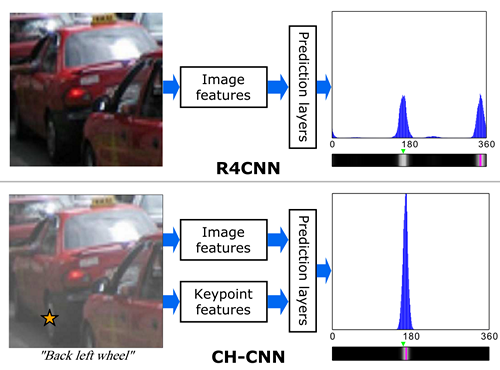 Image
features
Prediction layers
0
180
360
R4CNN
Image
features
Keypoint
features
Prediction layers
0
180
360
"Back left wheel"
CH-CNN